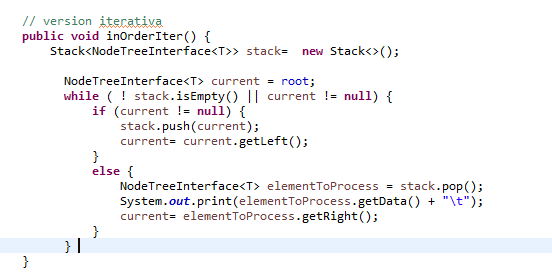 // version iterativa
public void inOrderIter() {
Stack<NodeTreeInterface<T>> stack=  new Stack<>();
NodeTreeInterface<T> current = root;
while ( ! stack.isEmpty() || current != null) {
if (current != null) {
stack.push(current);
current= current.getLeft();
}
else {
NodeTreeInterface<T> elementToProcess = stack.pop();
System.out.print(elementToProcess.getData() + "\t");
current= elementToProcess.getRight();
}
}
}